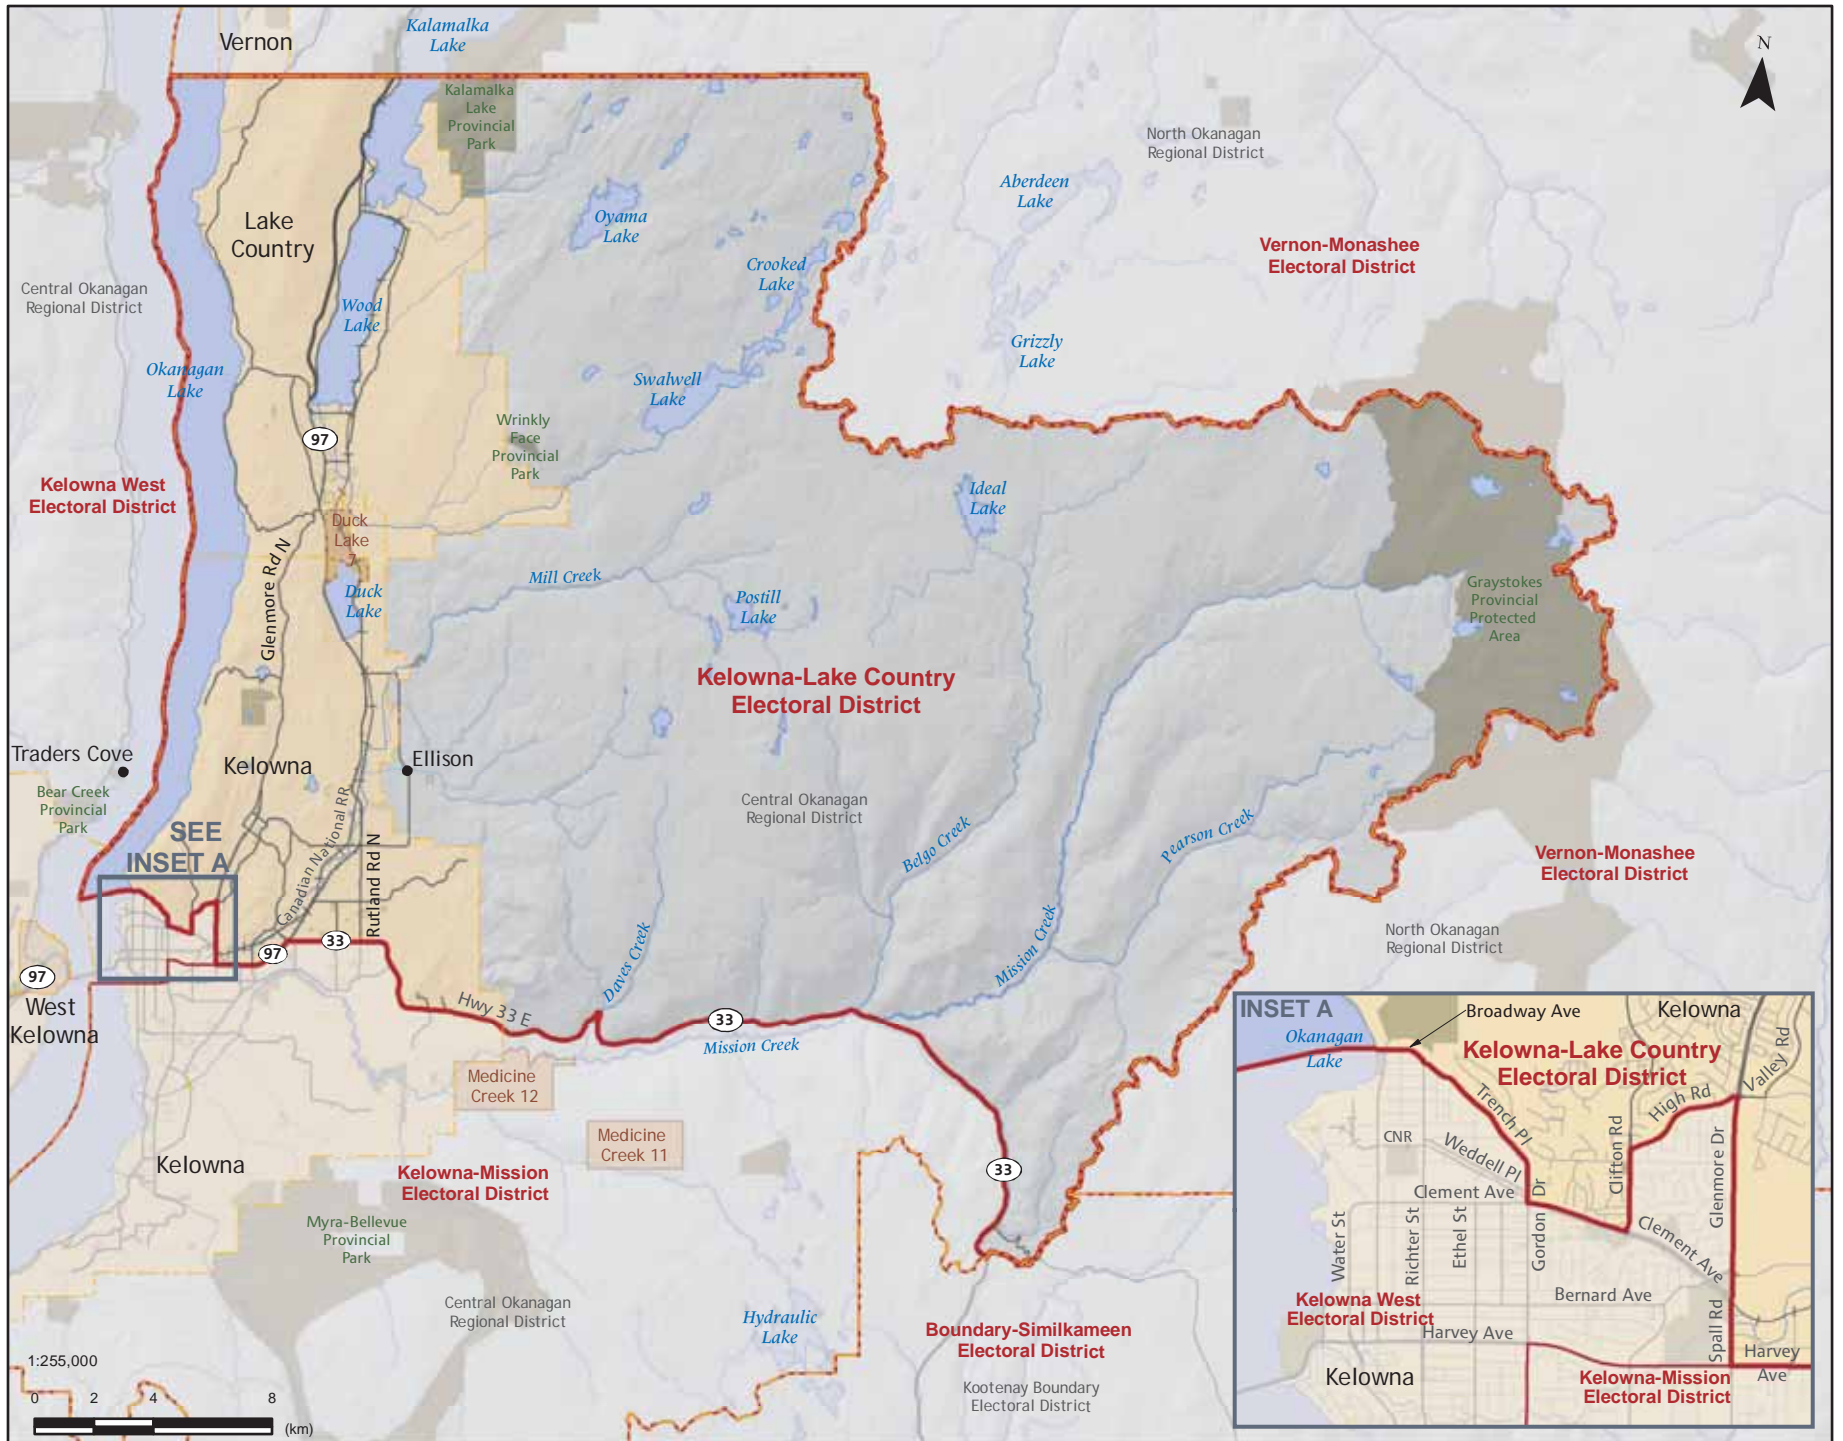 Vernon
Kalamalka
Lake
N
Kalamalka
Lake
Provincial
Park
North Okanagan
Regional District
Aberdeen
Lake
Lake
Country
Oyama
Lake
Vernon-Monashee
Electoral District
Crooked
Lake
Central Okanagan
Regional District
Wood
Lake
Grizzly
Lake
Okanagan
Lake
Swalwell
Lake
97
Wrinkly
Face
Provincial
Park
Kelowna West
Electoral District
Ideal
Lake
Duck
Lake
7
Glenmore Rd N
Mill Creek
Duck
Lake
Postill
Lake
Graystokes
Provincial
Protected
Area
Kelowna-Lake Country
Electoral District
Traders Cove
Kelowna
Ellison
Bear Creek
Provincial
Park
Central Okanagan
Regional District
SEE
INSET A
Canadian National RR
Rutland Rd N
Belgo Creek
Pearson Creek
Vernon-Monashee
Electoral District
97
33
97
Daves Creek
Mission Creek
North Okanagan
Regional District
West
Kelowna
Hwy 33 E
33
Mission Creek
Medicine
Creek 12
Medicine
Creek 11
Kelowna
Kelowna-Mission
Electoral District
33
Myra-Bellevue
Provincial
Park
Central Okanagan
Regional District
Hydraulic
Lake
Boundary-Similkameen
Electoral District
Kootenay Boundary
Electoral District
1:255,000
0 2 4 8
(km)
INSET A
Broadway Ave
Kelowna
Okanagan
Lake
Kelowna-Lake Country
Electoral District
Valley Rd
High Rd
Trench Pl
CNR
Weddell Pl
Clifton Rd
Glenmore Dr
Clement Ave
Gordon Dr
Water St
Richter St
Ethel St
Clement Ave
Bernard Ave
Kelowna West
Electoral District
Harvey Ave
Spall Rd
Harvey
Ave
Kelowna
Kelowna-Mission
Electoral District